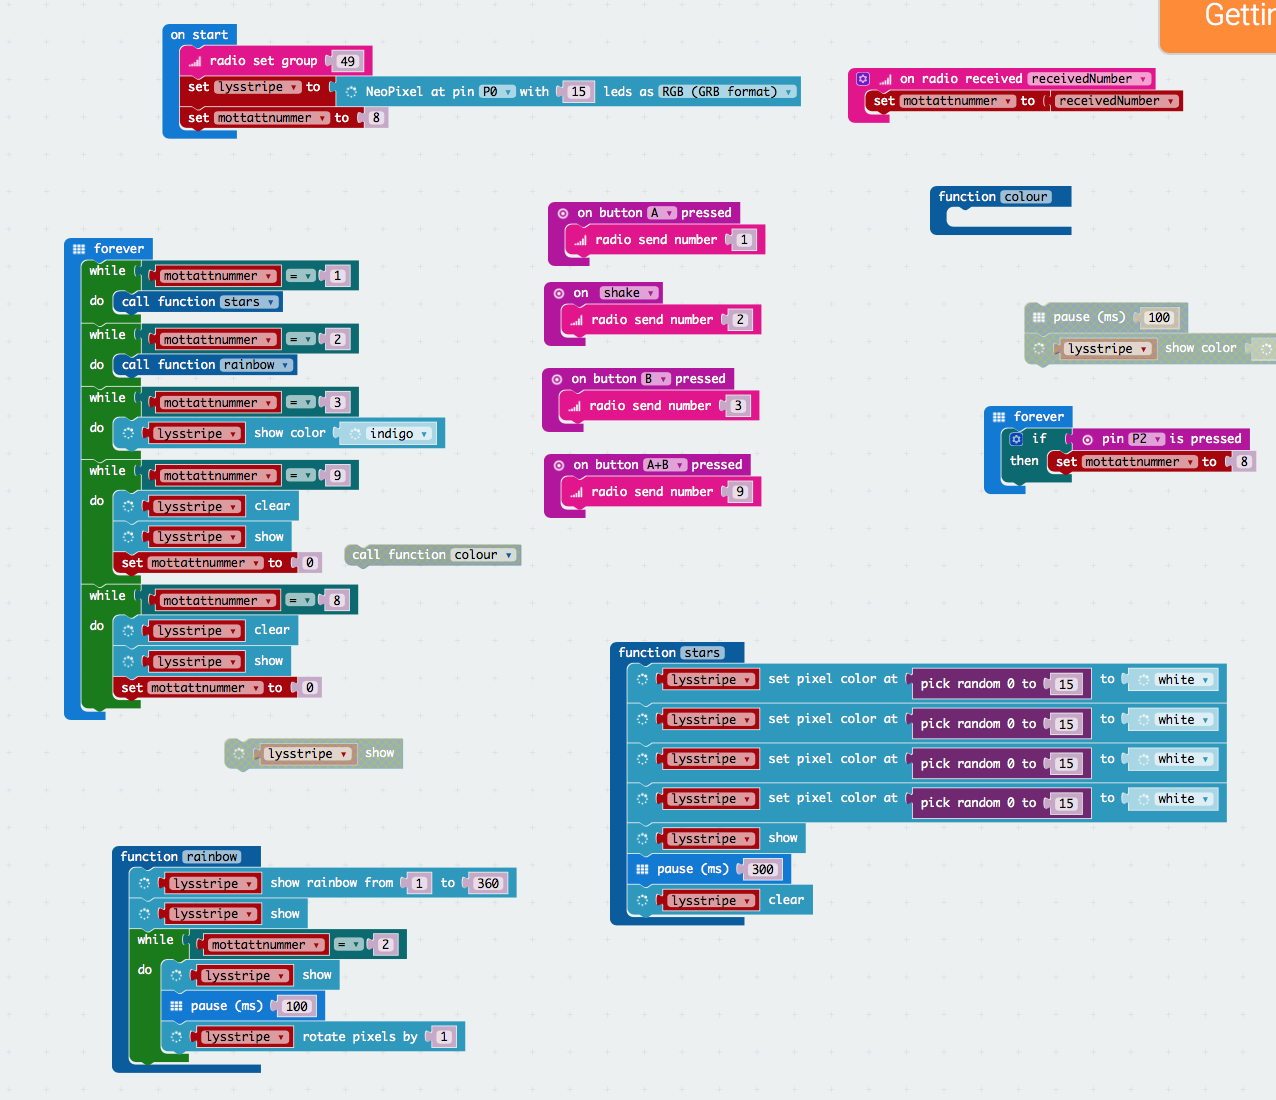 Gettin
on start
radio set group 49
set lysstripe to NeoPixel at pin P0 with 15 leds as RGB (GRB format)
set mottattnummer to 8
on radio received receivedNumber
set mottattnummer to receivedNumber
function colour
on button A pressed
radio send number 1
on shake
radio send number 2
on button B pressed
radio send number 3
on button A+B pressed
radio send number 9
forever
while mottattnummer = 1
do call function stars
while mottattnummer = 2
do call function rainbow
while mottattnummer = 3
do lysstripe show color indigo
while mottattnummer = 9
do lysstripe clear
lysstripe show
set mottattnummer to 0
while mottattnummer = 8
do lysstripe clear
lysstripe show
set mottattnummer to 0
call function colour
pause (ms) 100
lysstripe show color
forever
if pin P2 is pressed
then set mottattnummer to 8
lysstripe show
function stars
lysstripe set pixel color at pick random 0 to 15 to white
lysstripe set pixel color at pick random 0 to 15 to white
lysstripe set pixel color at pick random 0 to 15 to white
lysstripe set pixel color at pick random 0 to 15 to white
lysstripe show
pause (ms) 300
lysstripe clear
function rainbow
lysstripe show rainbow from 1 to 360
lysstripe show
while mottattnummer = 2
do lysstripe show
pause (ms) 100
lysstripe rotate pixels by 1